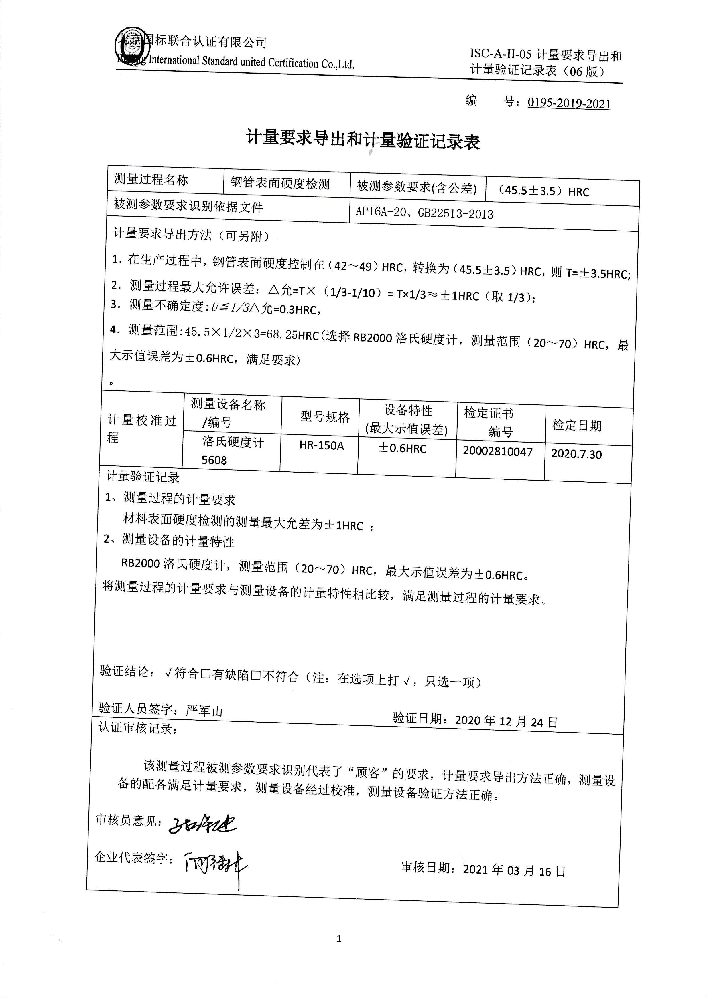 北京国标联合认证有限公司
Beijing International Standard united Certification Co.,Ltd.
ISC-A-II-05 计量要求导出和
计量验证记录表（06 版）
编 号：0195-2019-2021
计量要求导出和计量验证记录表
测量过程名称 钢管表面硬度检测 被测参数要求(含公差) （45.5±3.5）HRC
被测参数要求识别依据文件 API6A-20、GB22513-2013
计量要求导出方法（可另附）
1. 在生产过程中，钢管表面硬度控制在（42～49）HRC，转换为（45.5±3.5）HRC，则 T=±3.5HRC;
2. 测量过程最大允许误差：△允=T×（1/3-1/10）= T×1/3≈±1HRC（取 1/3）；
3. 测量不确定度:U≦1/3△允=0.3HRC，
4. 测量范围:45.5×1/2×3=68.25HRC(选择 RB2000 洛氏硬度计，测量范围（20～70）HRC，最
大示值误差为±0.6HRC，满足要求)
。
计量校准过
程
测量设备名称
/编号
型号规格
设备特性
(最大示值误差)
检定证书
编号
检定日期
洛氏硬度计
5608
HR-150A
±0.6HRC
20002810047
2020.7.30
计量验证记录
1、测量过程的计量要求
材料表面硬度检测的测量最大允差为±1HRC ；
2、测量设备的计量特性
RB2000 洛氏硬度计，测量范围（20～70）HRC，最大示值误差为±0.6HRC。
将测量过程的计量要求与测量设备的计量特性相比较，满足测量过程的计量要求。
验证结论：√符合□有缺陷□不符合（注：在选项上打√，只选一项）
验证人员签字：严军山 验证日期：2020 年 12 月 24 日
认证审核记录：
该测量过程被测参数要求识别代表了“顾客”的要求，计量要求导出方法正确，测量设
备的配备满足计量要求，测量设备经过校准，测量设备验证方法正确。
审核员意见：
企业代表签字： 审核日期：2021 年 03 月 16 日
1